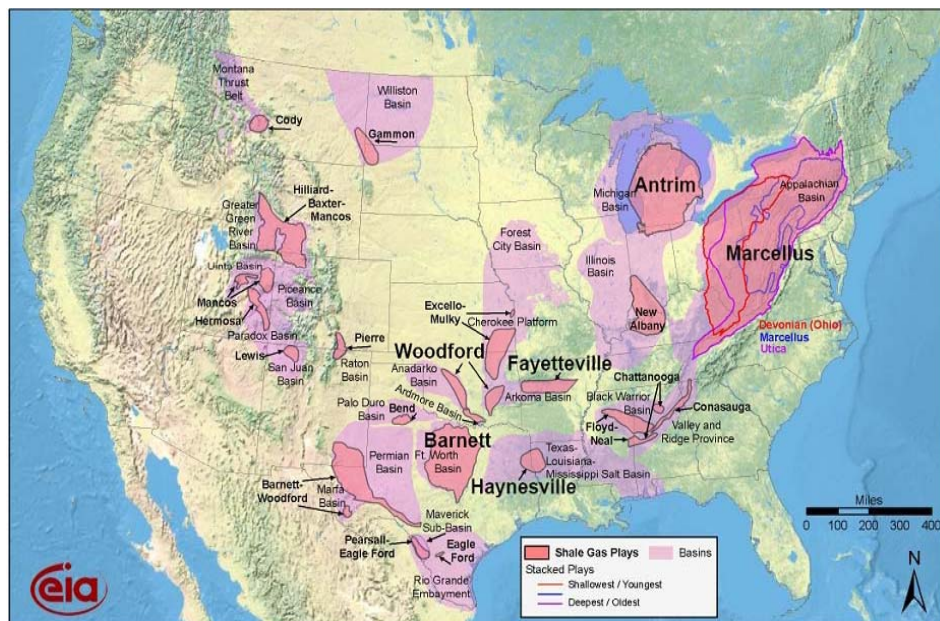 Montana
Thrust
Belt
Cody
Williston
Basin
Gammon
Hilliard-
Baxter-
Mancos
Greater
Green
River
Basin
Uinta Basin
Mancos
Piceance
Basin
Hermosa
Paradox Basin
Lewis
San Juan
Basin
Pierre
Raton
Basin
Antrim
Michigan
Basin
Appalachian
Basin
Marcellus
Devonian (Ohio)
Marcellus
Utica
Forest
City Basin
Illinois
Basin
New
Albany
Excello-
Mulky
Cherokee Platform
Woodford
Anadarko
Basin
Ardmore Basin
Fayetteville
Arkoma Basin
Chattanooga
Black Warrior
Basin
Conasauga
Floyd-
Neal
Valley and
Ridge Province
Palo Duro
Basin
Bend
Barnett
Ft. Worth
Basin
Permian
Basin
Haynesville
Texas-
Louisiana-
Mississippi Salt Basin
Barnett-
Woodford
Marfa
Basin
Maverick
Sub-Basin
Pearsall-
Eagle Ford
Eagle
Ford
Rio Grande
Embayment
Miles
0 100 200 300 400
N
Shale Gas Plays
Basins
Stacked Plays
Shallowest / Youngest
Deepest / Oldest
eia